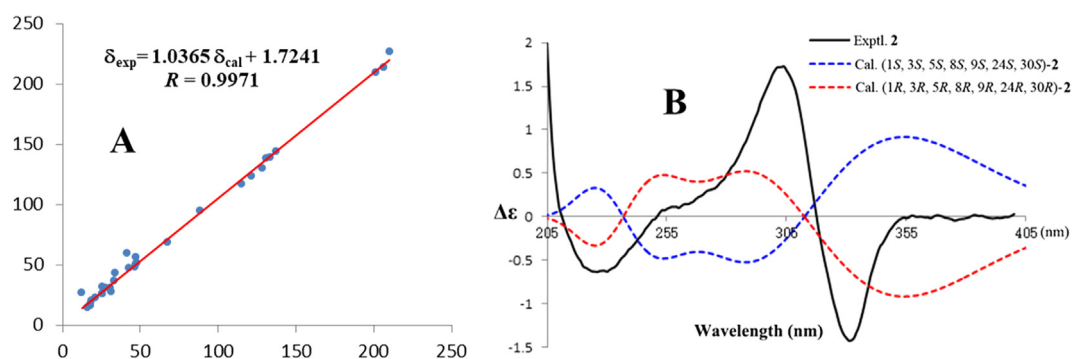 250
200
150
100
50
0
0 50 100 150 200 250
δexp= 1.0365 δcal + 1.7241
R = 0.9971
A
2
1.5
1
0.5
0
-0.5
-1
-1.5
Δε
205 255 305 355 405 (nm)
B
Wavelength (nm)
Exptl. 2
Cal. (1S, 3S, 5S, 8S, 9S, 24S, 30S)-2
Cal. (1R, 3R, 5R, 8R, 9R, 24R, 30R)-2